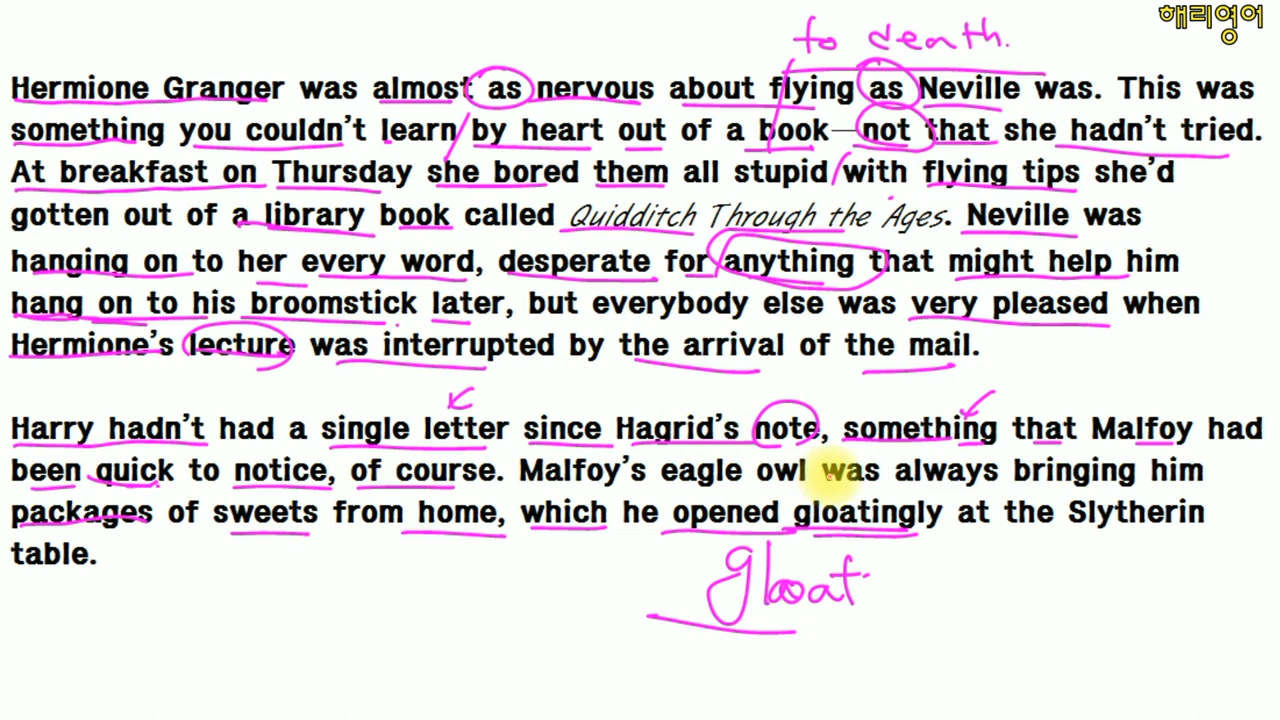 해리영어
to death.
Hermione Granger was almost as nervous about flying as Neville was. This was
something you couldn't learn by heart out of a book—not that she hadn't tried.
At breakfast on Thursday she bored them all stupid with flying tips she'd
gotten out of a library book called Quidditch Through the Ages. Neville was
hanging on to her every word, desperate for anything that might help him
hang on to his broomstick later, but everybody else was very pleased when
Hermione's lecture was interrupted by the arrival of the mail.
Harry hadn't had a single letter since Hagrid's note, something that Malfoy had
been quick to notice, of course. Malfoy's eagle owl was always bringing him
packages of sweets from home, which he opened gloatingly at the Slytherin
table.
gloat